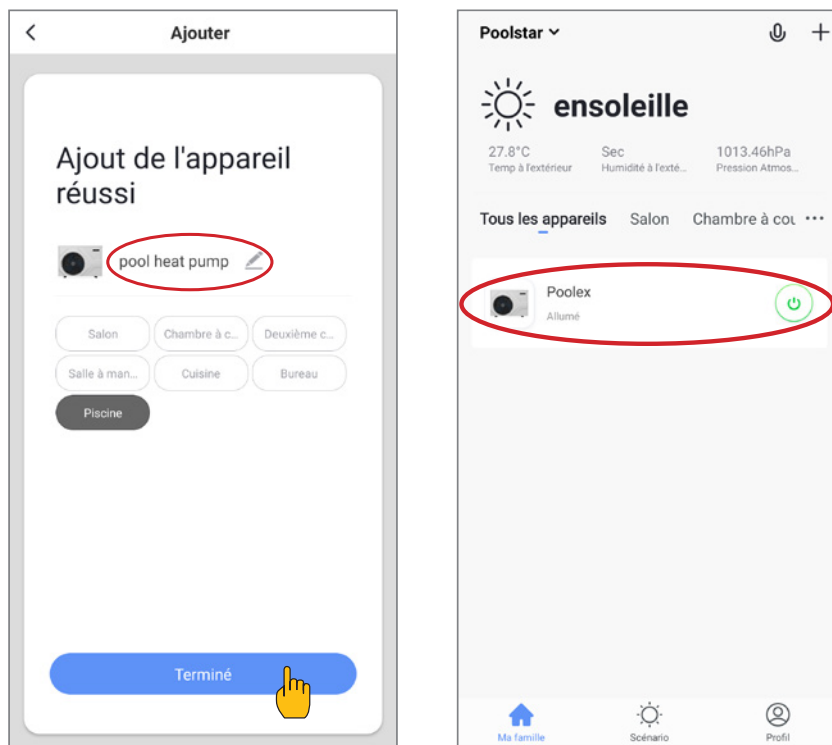 Ajouter
Ajout de l'appareil
réussi
pool heat pump
Salon
Chambre à c...
Deuxième c...
Salle à man...
Cuisine
Bureau
Piscine
Terminé
Poolstar
ensoleille
27.8°C
Sec
1013.46hPa
Temp à l'extérieur
Humidité à l'exté...
Pression Atmos...
Tous les appareils
Salon
Chambre à cou
Poolex
Allumé
Ma famille
Scénario
Profil